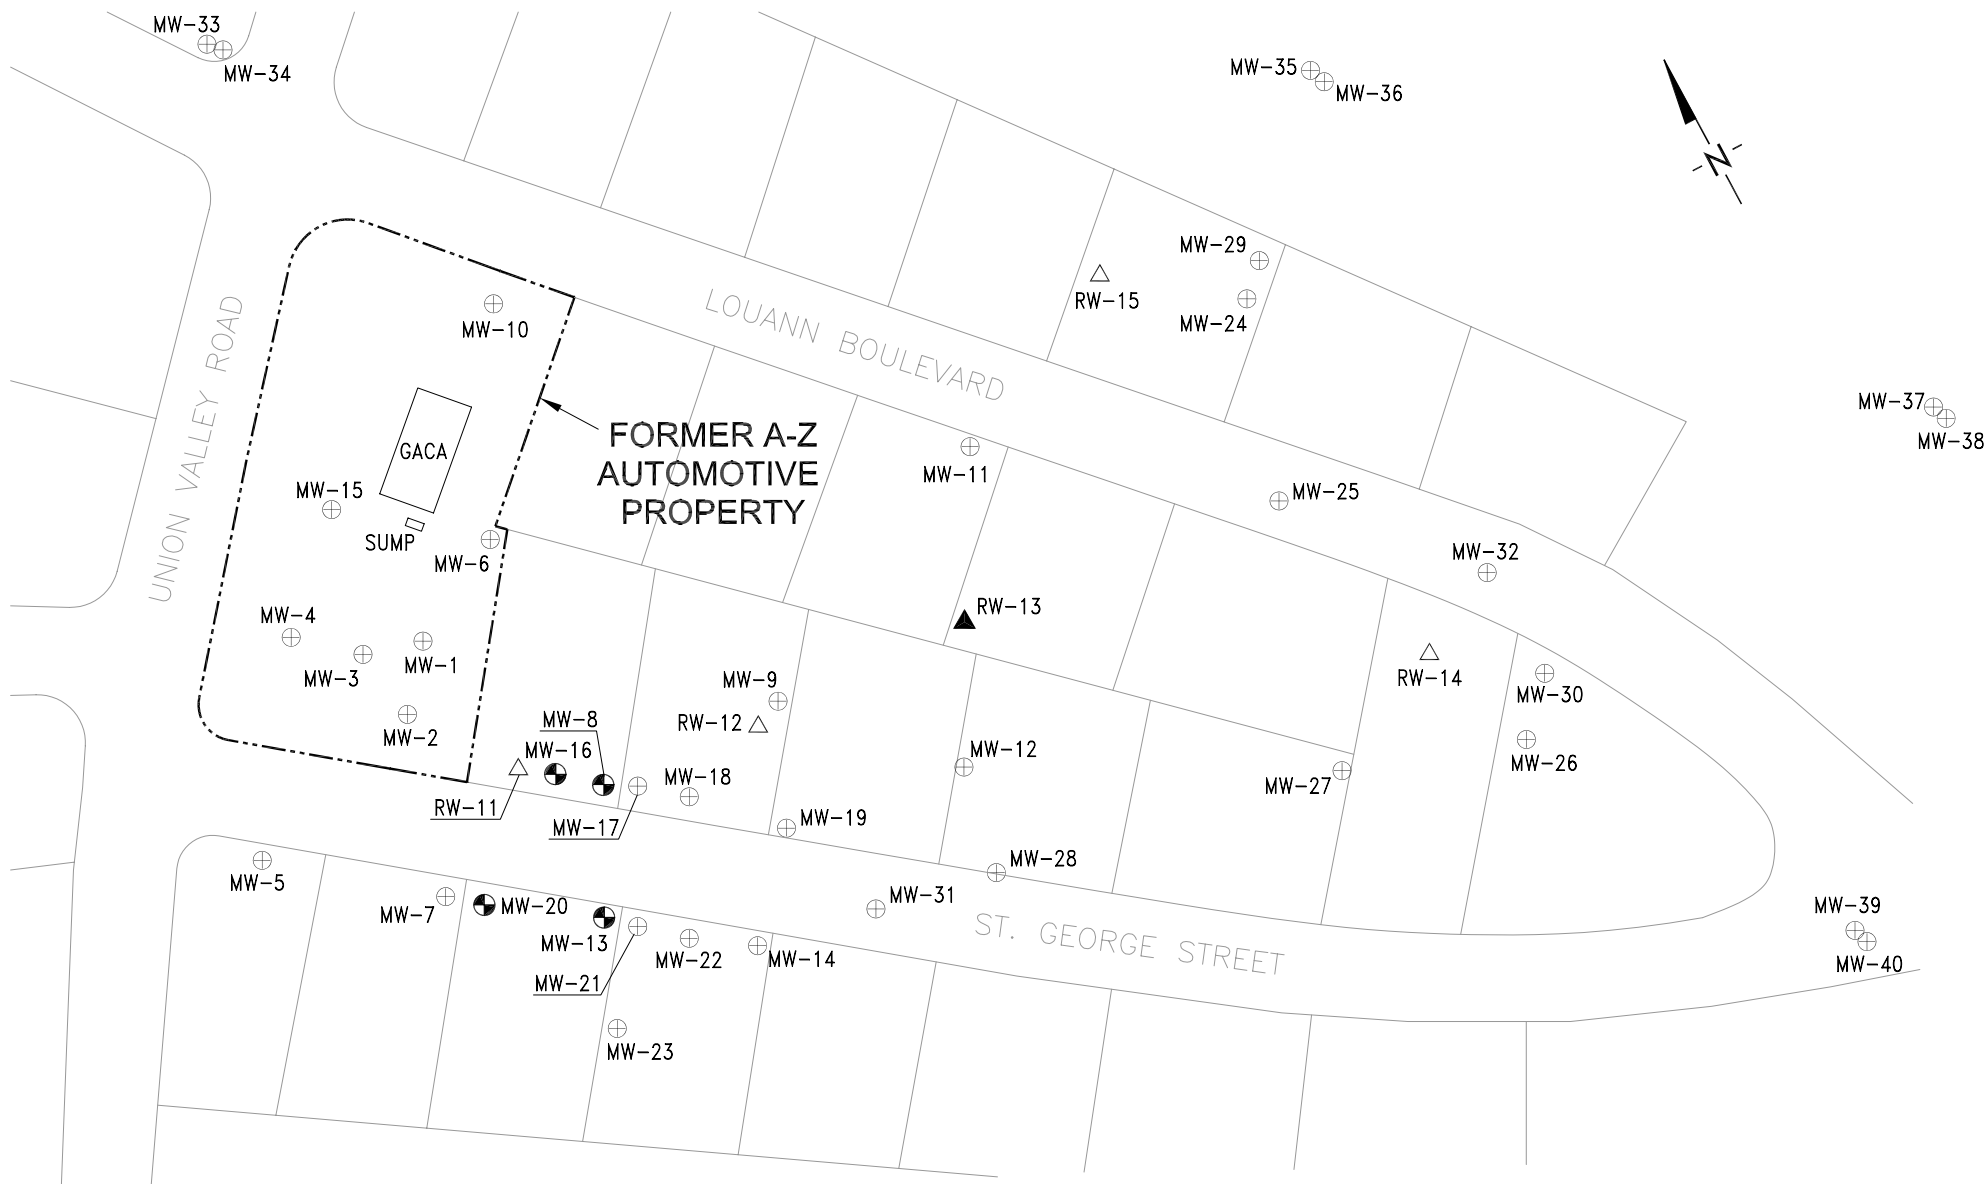 MW-33
MW-34
MW-35
MW-36
N
MW-29
RW-15
MW-24
MW-10
LOUANN BOULEVARD
UNION VALLEY ROAD
MW-37
MW-38
FORMER A-Z
AUTOMOTIVE
PROPERTY
GACA
MW-11
MW-15
MW-25
SUMP
MW-6
MW-32
RW-13
MW-4
MW-3
MW-1
MW-9
RW-14
MW-30
MW-8
RW-12
MW-2
MW-16
MW-12
MW-26
MW-18
MW-27
RW-11
MW-17
MW-19
MW-28
MW-5
MW-7
MW-20
MW-31
MW-39
ST. GEORGE STREET
MW-13
MW-22
MW-14
MW-40
MW-21
MW-23